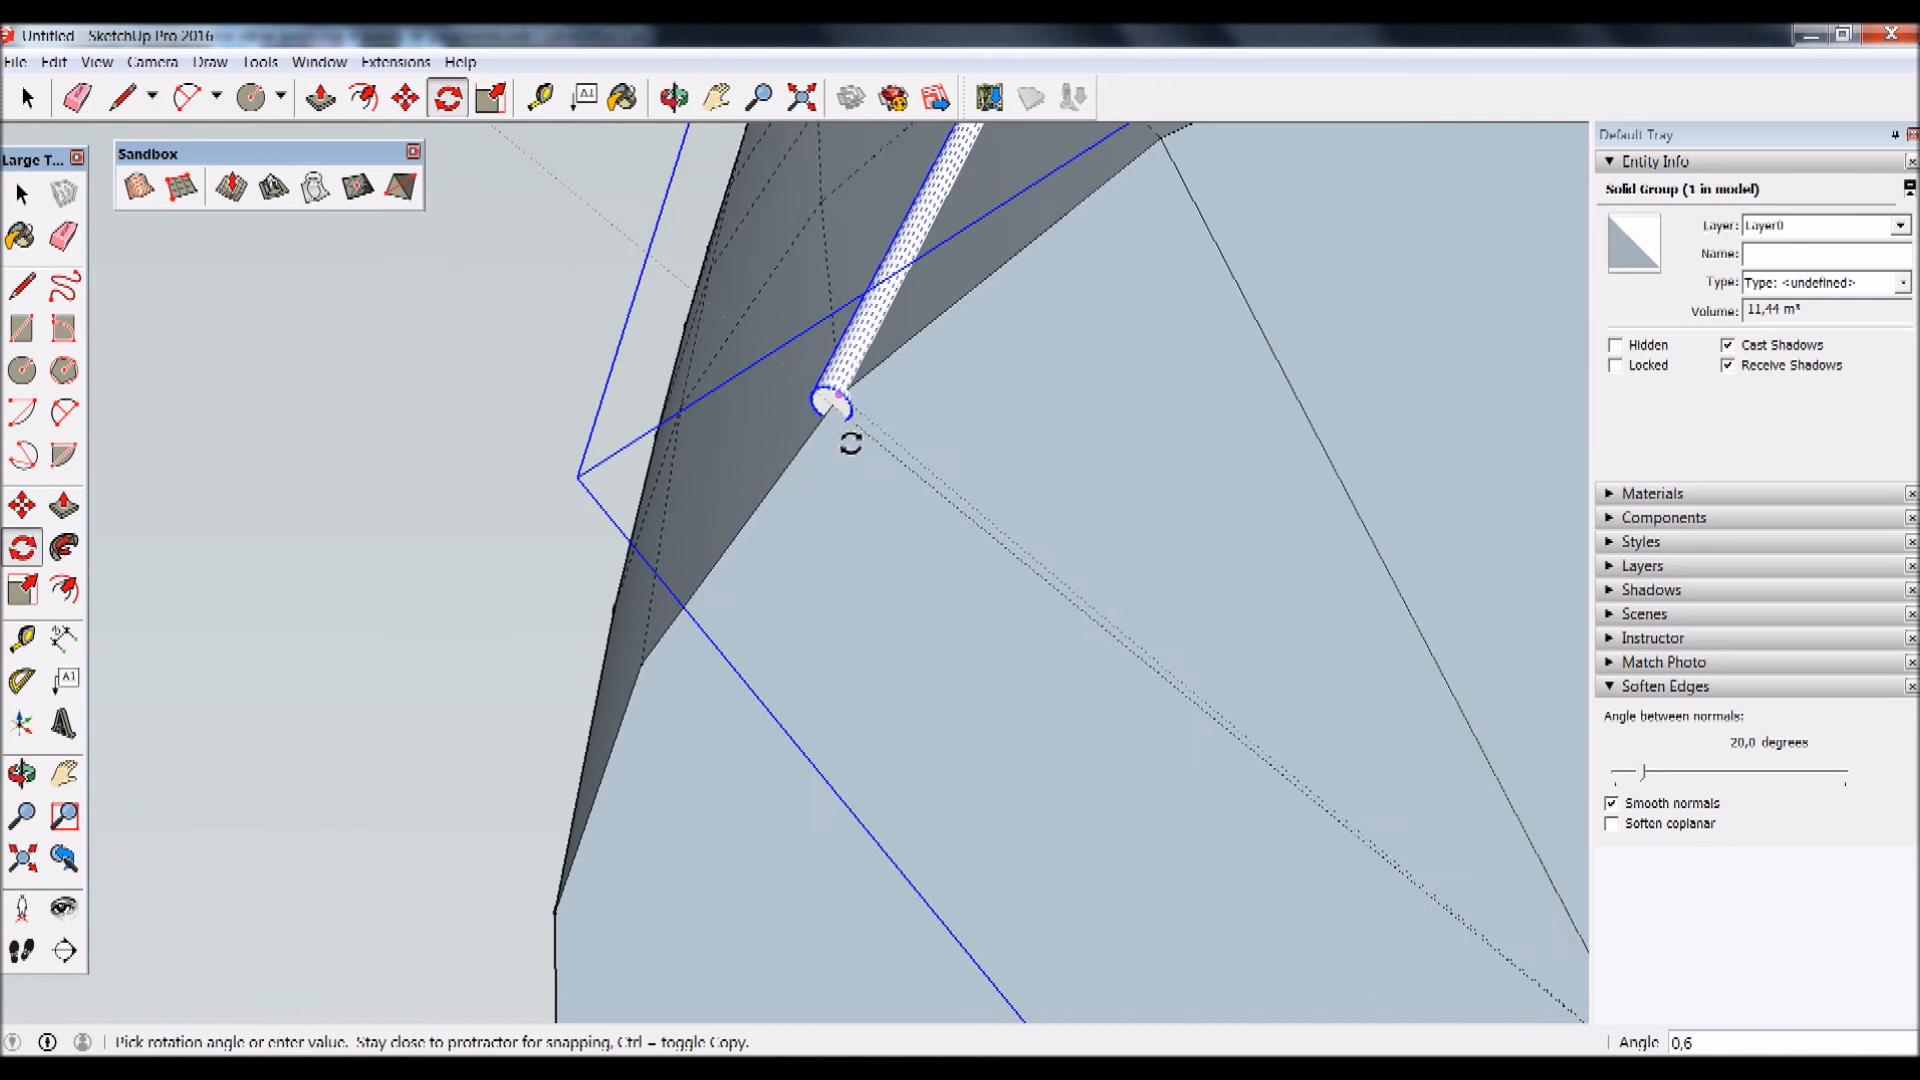 Untitled - SketchUp Pro 2016
File Edit View Camera Draw Tools Window Extensions Help
Large T...
Sandbox
Default Tray
Entity Info
Solid Group (1 in model)
Layer: Layer0
Name:
Type: Type: <undefined>
Volume: 11,44 m³
Hidden Cast Shadows
Locked Receive Shadows
Materials
Components
Styles
Layers
Shadows
Scenes
Instructor
Match Photo
Soften Edges
Angle between normals:
20,0 degrees
Smooth normals
Soften coplanar
A1
A1
Pick rotation angle or enter value. Stay close to protractor for snapping, Ctrl = toggle Copy.
Angle 0,6